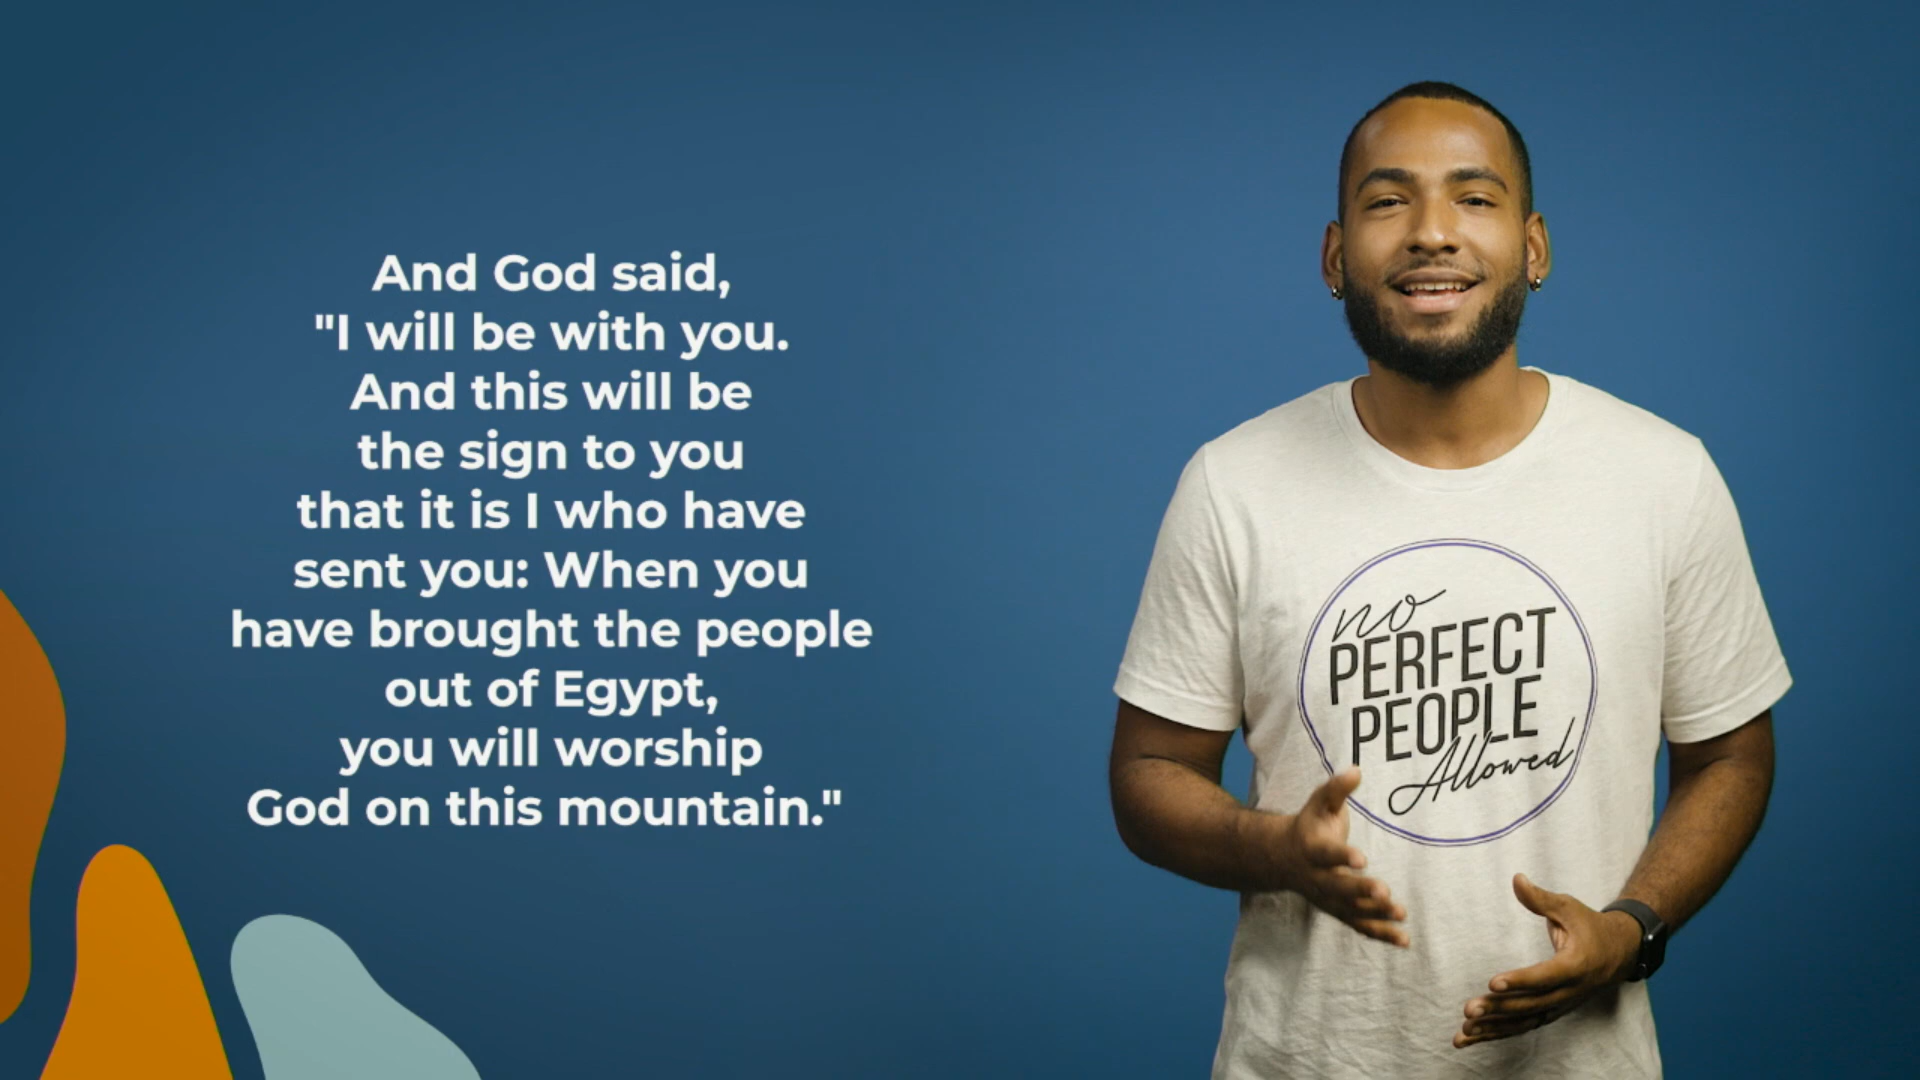 And God said,
"I will be with you.
And this will be
the sign to you
that it is I who have
sent you: When you
have brought the people
out of Egypt,
you will worship
God on this mountain."
no
PERFECT
PEOPLE
Allowed